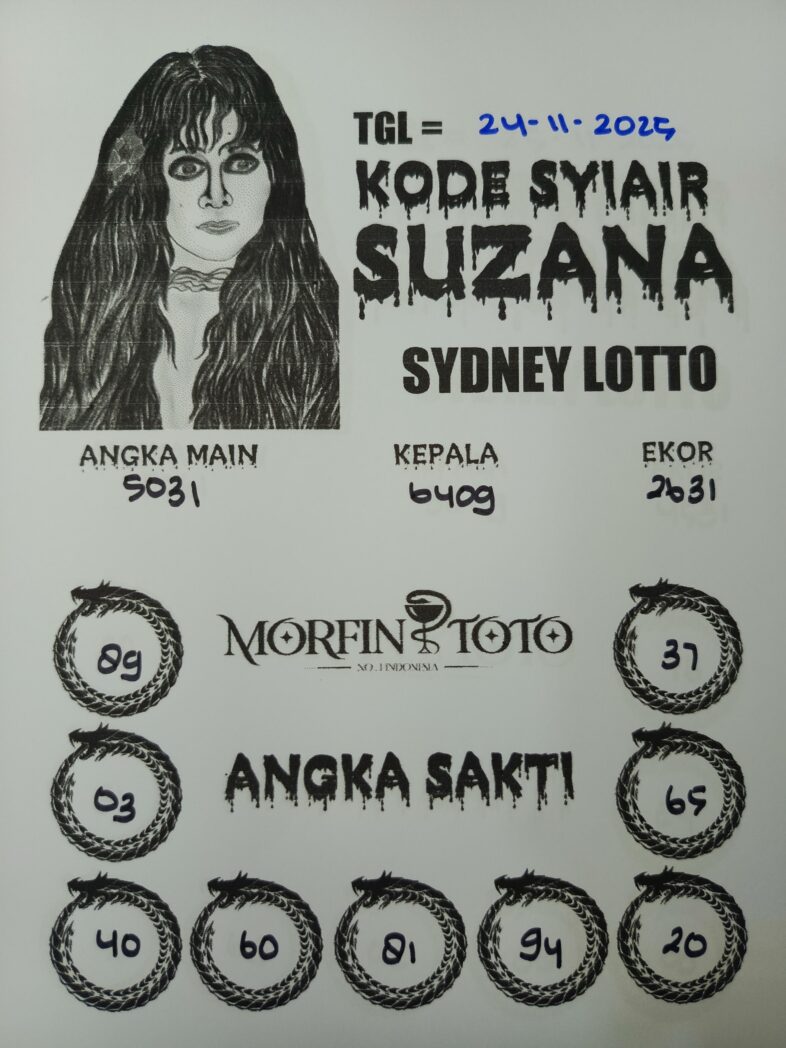 TGL = 24-11-2025
KODE SYIAIR
SUZANA
SYDNEY LOTTO
ANGKA MAIN KEPALA EKOR
5031 6409 2631
MORFIN TOTO
NO.1 INDONESIA
89 37
ANGKA SAKTI
03 65
40 60 81 94 20